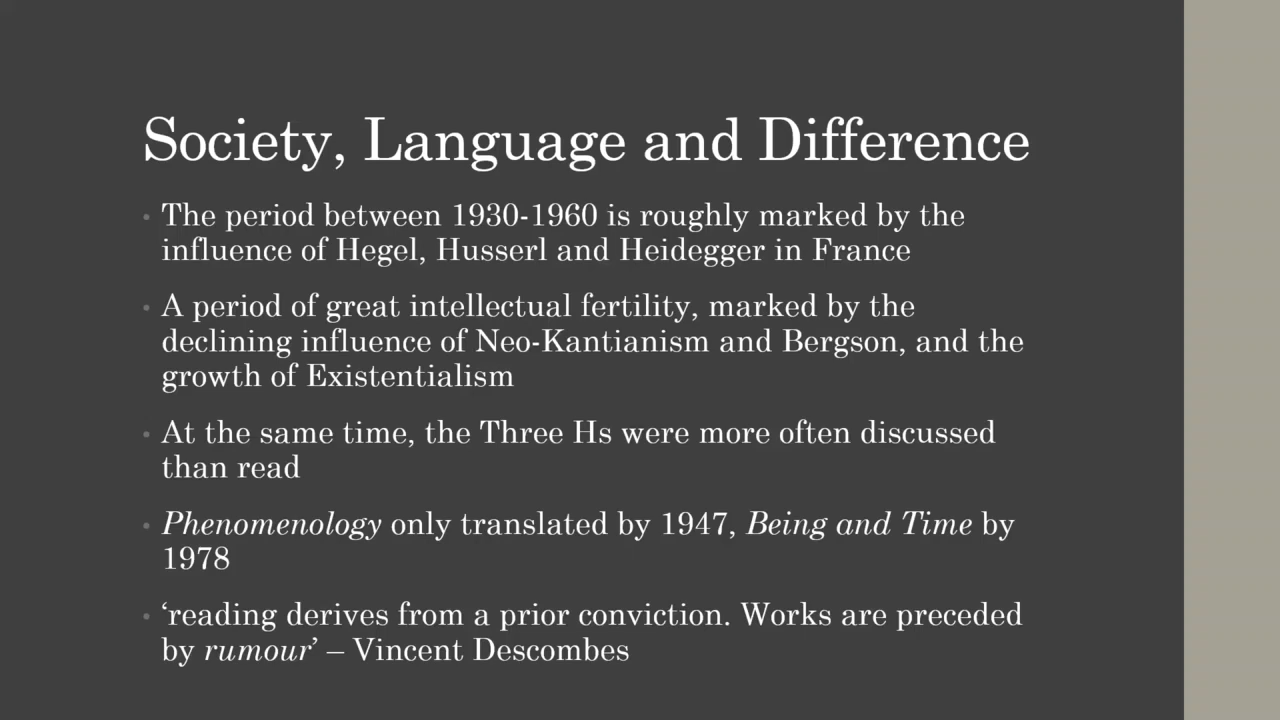 Society, Language and Difference
• The period between 1930-1960 is roughly marked by the
influence of Hegel, Husserl and Heidegger in France
• A period of great intellectual fertility, marked by the
declining influence of Neo-Kantianism and Bergson, and the
growth of Existentialism
• At the same time, the Three Hs were more often discussed
than read
• Phenomenology only translated by 1947, Being and Time by
1978
• ‘reading derives from a prior conviction. Works are preceded
by rumour’ – Vincent Descombes